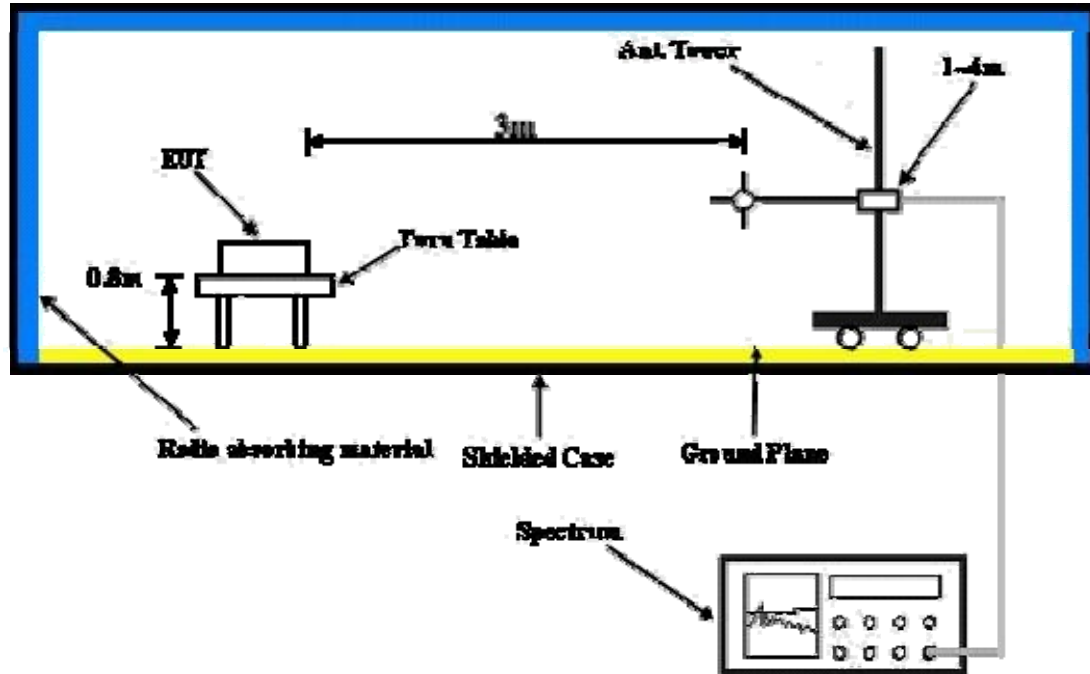 Ant. Tower
1-4m
3m
EUT
Turn Table
0.8m
Radio absorbing material
Shielded Case
Ground Plane
Spectrum